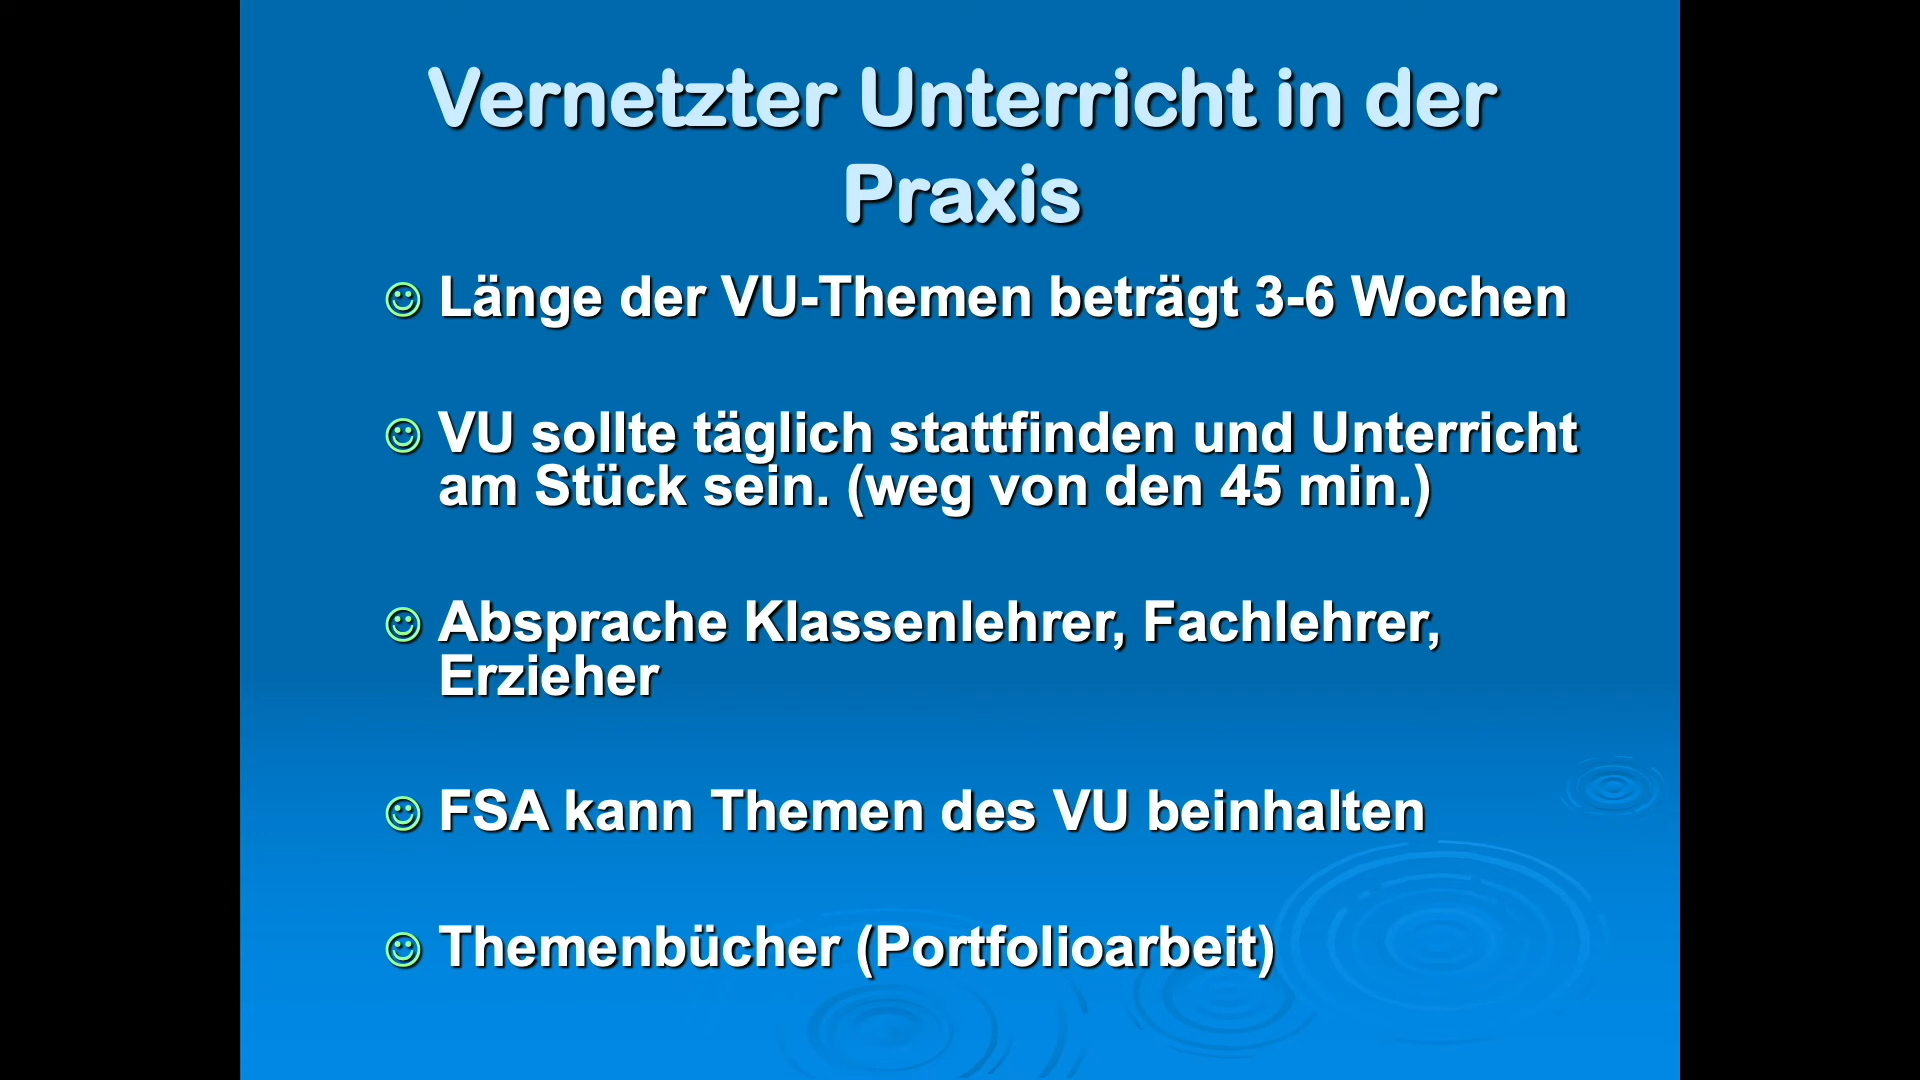 Vernetzter Unterricht in der
Praxis
Länge der VU-Themen beträgt 3-6 Wochen
VU sollte täglich stattfinden und Unterricht
am Stück sein. (weg von den 45 min.)
Absprache Klassenlehrer, Fachlehrer,
Erzieher
FSA kann Themen des VU beinhalten
Themenbücher (Portfolioarbeit)